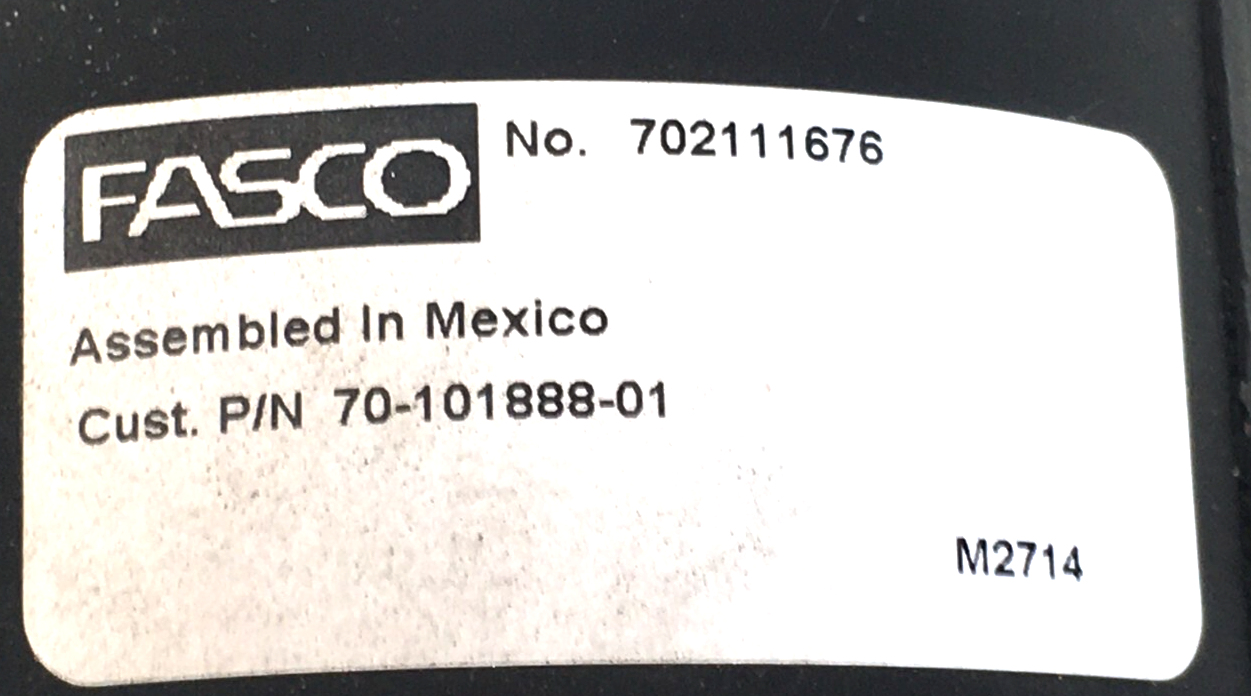 FASCO No. 702111676
Assembled In Mexico
Cust. P/N 70-101888-01
M2714